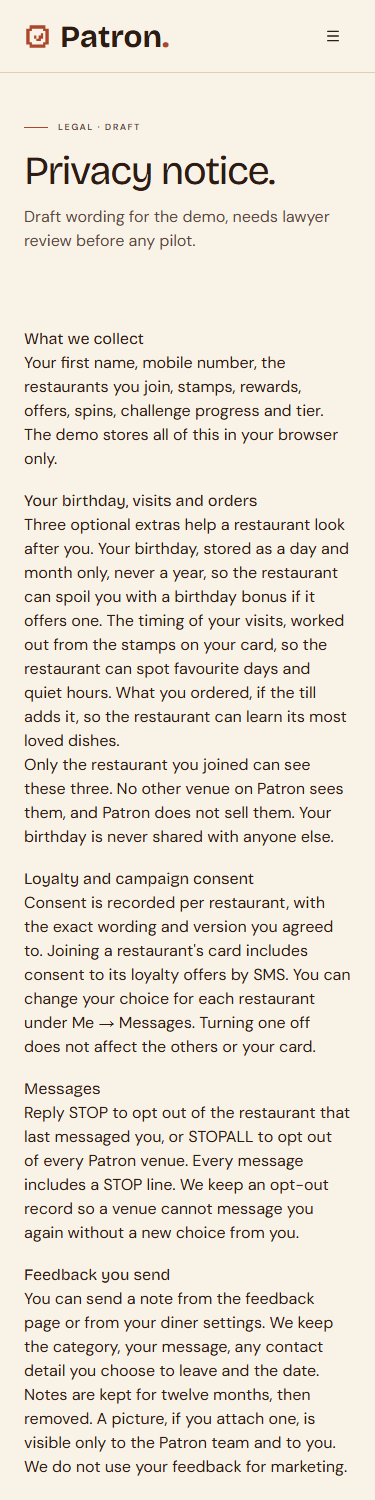 Patron.
LEGAL · DRAFT
Privacy notice.
Draft wording for the demo, needs lawyer
review before any pilot.
What we collect
Your first name, mobile number, the
restaurants you join, stamps, rewards,
offers, spins, challenge progress and tier.
The demo stores all of this in your browser
only.
Your birthday, visits and orders
Three optional extras help a restaurant look
after you. Your birthday, stored as a day and
month only, never a year, so the restaurant
can spoil you with a birthday bonus if it
offers one. The timing of your visits, worked
out from the stamps on your card, so the
restaurant can spot favourite days and
quiet hours. What you ordered, if the till
adds it, so the restaurant can learn its most
loved dishes.
Only the restaurant you joined can see
these three. No other venue on Patron sees
them, and Patron does not sell them. Your
birthday is never shared with anyone else.
Loyalty and campaign consent
Consent is recorded per restaurant, with
the exact wording and version you agreed
to. Joining a restaurant's card includes
consent to its loyalty offers by SMS. You can
change your choice for each restaurant
under Me → Messages. Turning one off
does not affect the others or your card.
Messages
Reply STOP to opt out of the restaurant that
last messaged you, or STOPALL to opt out
of every Patron venue. Every message
includes a STOP line. We keep an opt-out
record so a venue cannot message you
again without a new choice from you.
Feedback you send
You can send a note from the feedback
page or from your diner settings. We keep
the category, your message, any contact
detail you choose to leave and the date.
Notes are kept for twelve months, then
removed. A picture, if you attach one, is
visible only to the Patron team and to you.
We do not use your feedback for marketing.